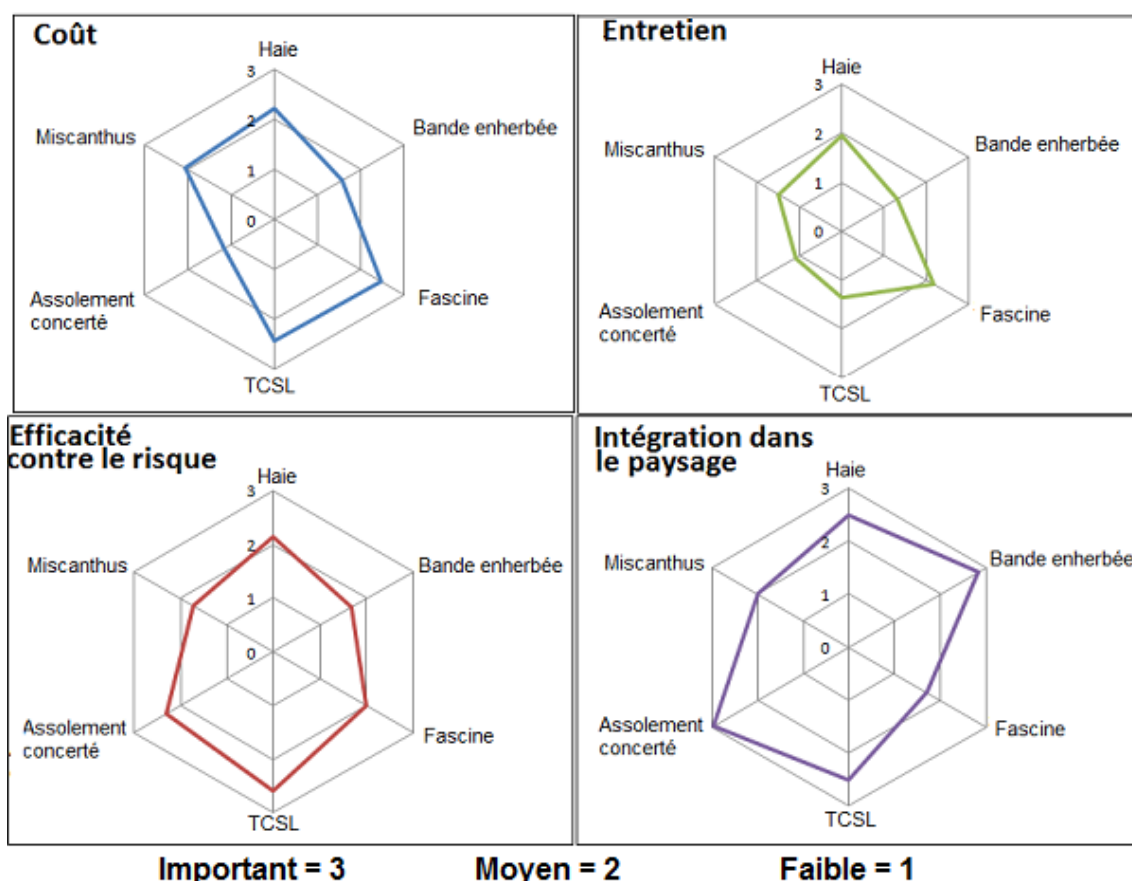 Coût
Haie
3
2
1
0
Bande enherbée
Fascine
TCSL
Assolement
concerté
Miscanthus
Entretien
Haie
3
2
1
0
Bande enherbée
Fascine
TCSL
Assolement
concerté
Miscanthus
Efficacité
contre le risque
Haie
3
2
1
0
Bande enherbée
Fascine
TCSL
Assolement
concerté
Miscanthus
Intégration dans
le paysage
Haie
3
2
1
0
Bande enherbée
Fascine
TCSL
Assolement
concerté
Miscanthus
Important = 3 Moyen = 2 Faible = 1